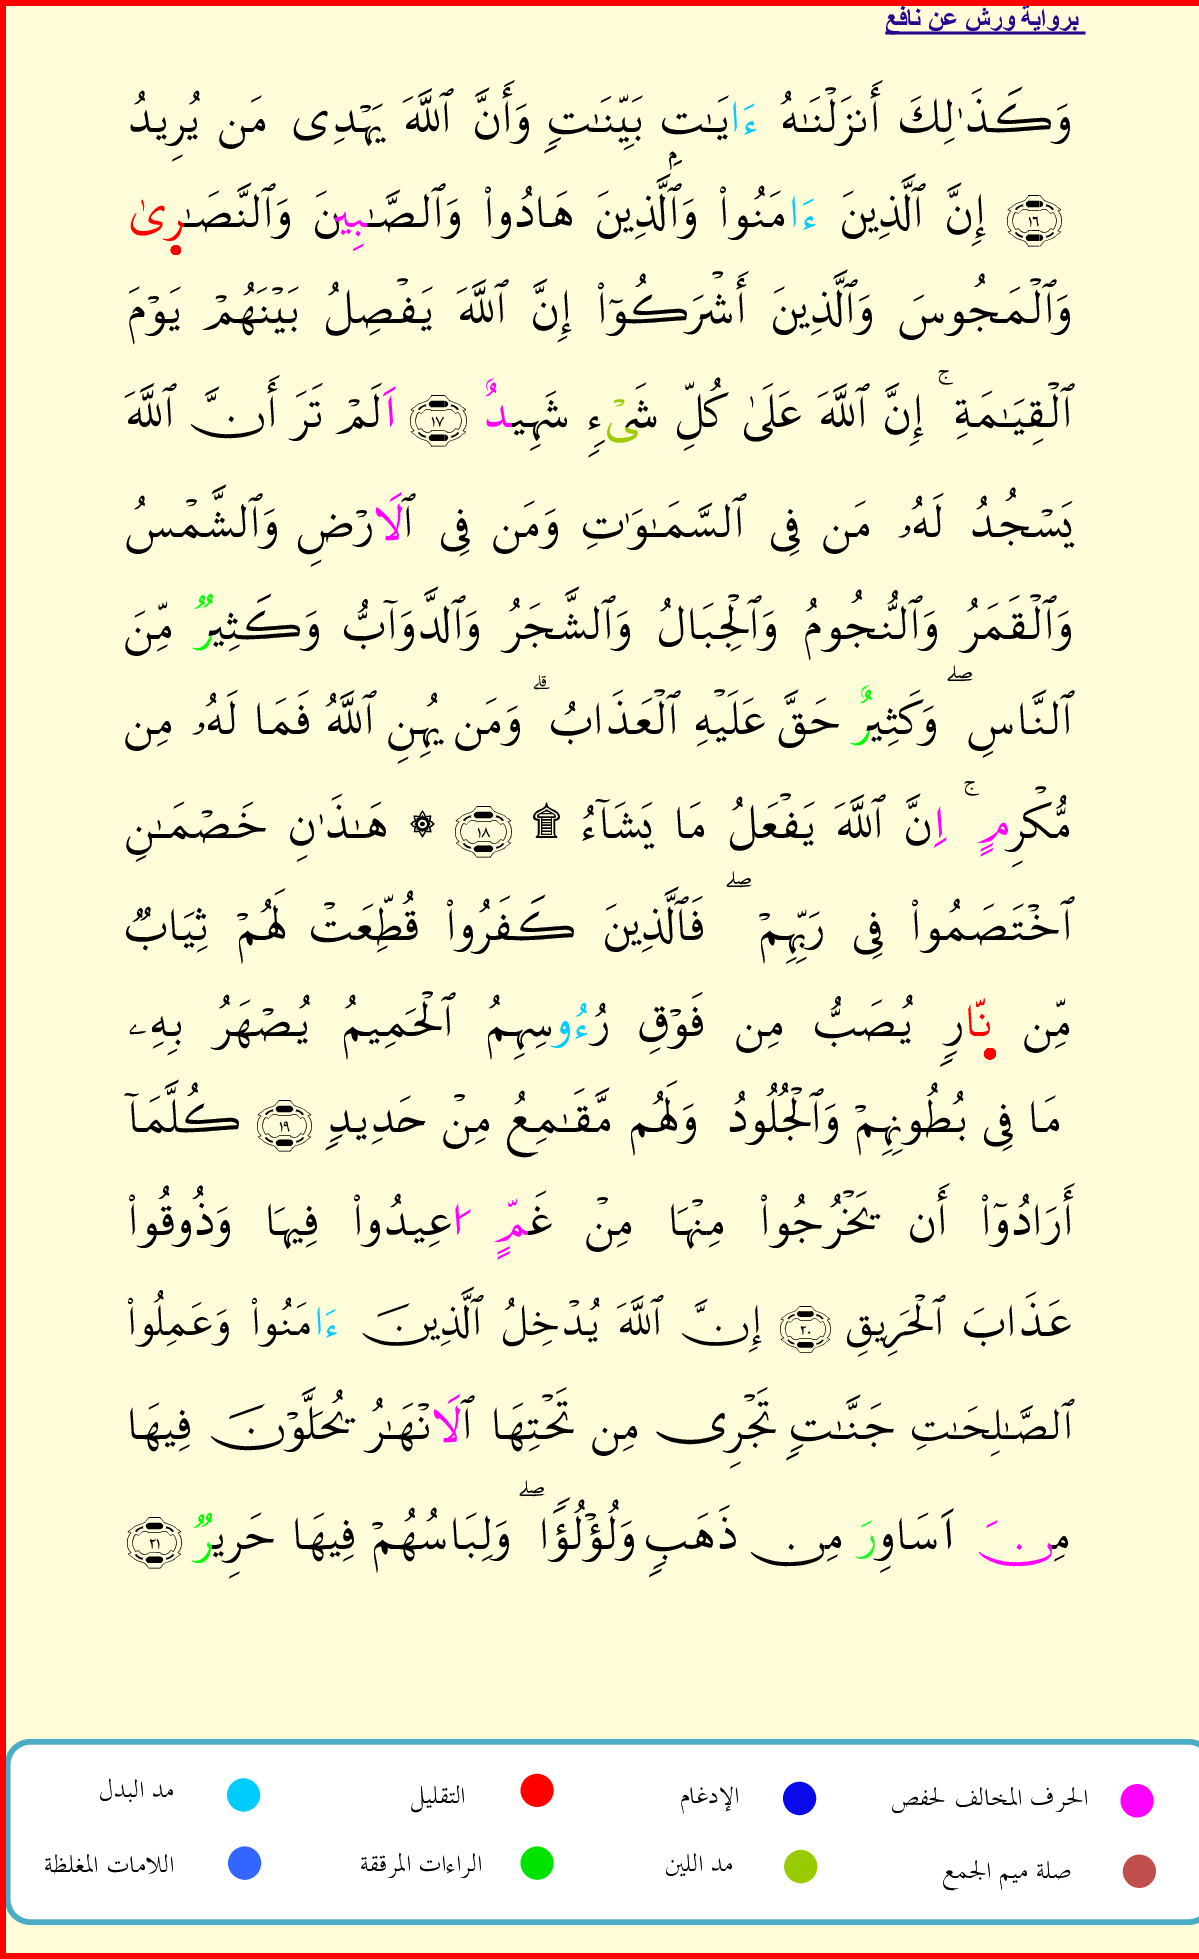 برواية ورش عن نافع
وَكَذَٰلِكَ أَنزَلْنَٰهُ ءَايَٰتِۢ بَيِّنَٰتٍ وَأَنَّ ٱللَّهَ يَهْدِى مَن يُرِيدُ
١٦ إِنَّ ٱلَّذِينَ ءَامَنُوا۟ وَٱلَّذِينَ هَادُوا۟ وَٱلصَّٰبِينَ وَٱلنَّصَٰرِىٰ
وَٱلْمَجُوسَ وَٱلَّذِينَ أَشْرَكُوٓا۟ إِنَّ ٱللَّهَ يَفْصِلُ بَيْنَهُمْ يَوْمَ
ٱلْقِيَٰمَةِ ۚ إِنَّ ٱللَّهَ عَلَىٰ كُلِّ شَىْءٍ شَهِيدٌ ١٧ اَلَمْ تَرَ أَنَّ ٱللَّهَ
يَسْجُدُ لَهُۥ مَن فِى ٱلسَّمَٰوَٰتِ وَمَن فِى ٱلَارْضِ وَٱلشَّمْسُ
وَٱلْقَمَرُ وَٱلنُّجُومُ وَٱلْجِبَالُ وَٱلشَّجَرُ وَٱلدَّوَآبُّ وَكَثِيرٌ مِّنَ
ٱلنَّاسِ ۖ وَكَثِيرٌ حَقَّ عَلَيْهِ ٱلْعَذَابُ ۗ وَمَن يُهِنِ ٱللَّهُ فَمَا لَهُۥ مِن
مُّكْرِمٍ ۚ اِنَّ ٱللَّهَ يَفْعَلُ مَا يَشَآءُ ۩ ١٨ ۞ هَٰذَٰنِ خَصْمَٰنِ
ٱخْتَصَمُوا۟ فِى رَبِّهِمْ ۖ فَٱلَّذِينَ كَفَرُوا۟ قُطِّعَتْ لَهُمْ ثِيَابٌ
مِّن نَّارٍ يُصَبُّ مِن فَوْقِ رُءُوسِهِمُ ٱلْحَمِيمُ يُصْهَرُ بِهِۦ
مَا فِى بُطُونِهِمْ وَٱلْجُلُودُ وَلَهُم مَّقَٰمِعُ مِنْ حَدِيدٍ ١٩ كُلَّمَآ
أَرَادُوٓا۟ أَن يَخْرُجُوا۟ مِنْهَا مِنْ غَمٍّ ا۟عِيدُوا۟ فِيهَا وَذُوقُوا۟
عَذَابَ ٱلْحَرِيقِ ٢٠ إِنَّ ٱللَّهَ يُدْخِلُ ٱلَّذِينَ ءَامَنُوا۟ وَعَمِلُوا۟
ٱلصَّٰلِحَٰتِ جَنَّٰتٍ تَجْرِى مِن تَحْتِهَا ٱلَانْهَٰرُ يُحَلَّوْنَ فِيهَا
مِنَ اَسَاوِرَ مِن ذَهَبٍ وَلُؤْلُؤًا ۖ وَلِبَاسُهُمْ فِيهَا حَرِيرٌ ٢١
الحرف المخالف لحفص الإدغام التقليل مد البدل
صلة ميم الجمع مد اللين الراءات المرققة اللامات المغلظة